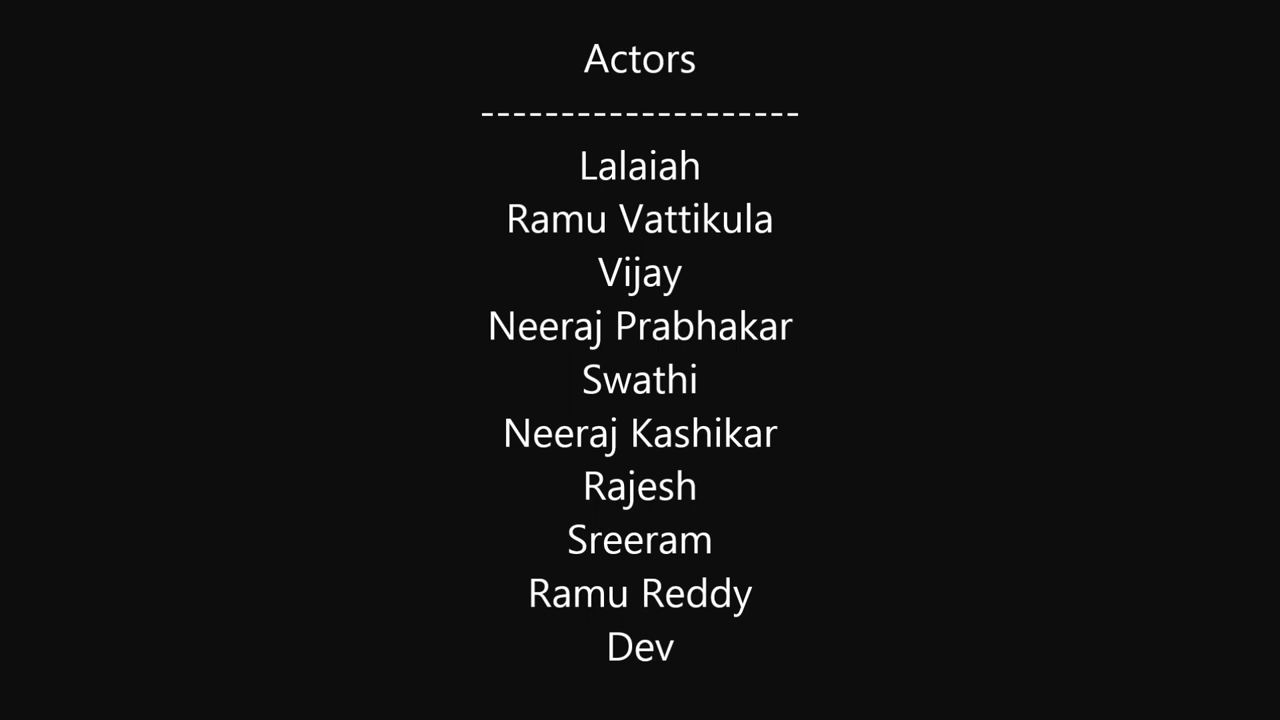 Actors
--------------------
Lalaiah
Ramu Vattikula
Vijay
Neeraj Prabhakar
Swathi
Neeraj Kashikar
Rajesh
Sreeram
Ramu Reddy
Dev